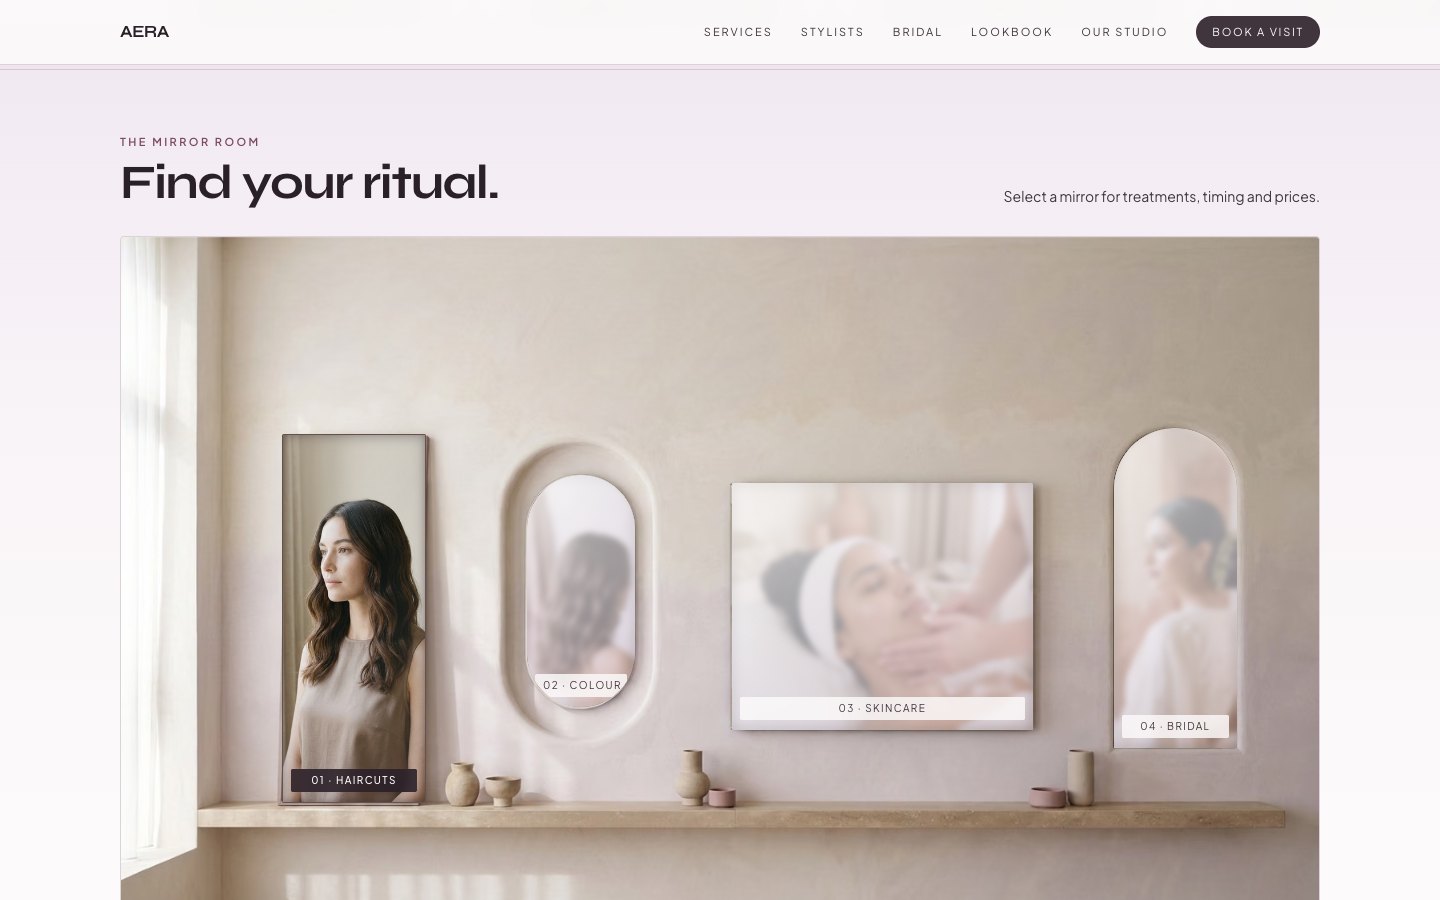 AERA
SERVICES STYLISTS BRIDAL LOOKBOOK OUR STUDIO BOOK A VISIT
THE MIRROR ROOM
Find your ritual.
Select a mirror for treatments, timing and prices.
01 · HAIRCUTS
02 · COLOUR
03 · SKINCARE
04 · BRIDAL